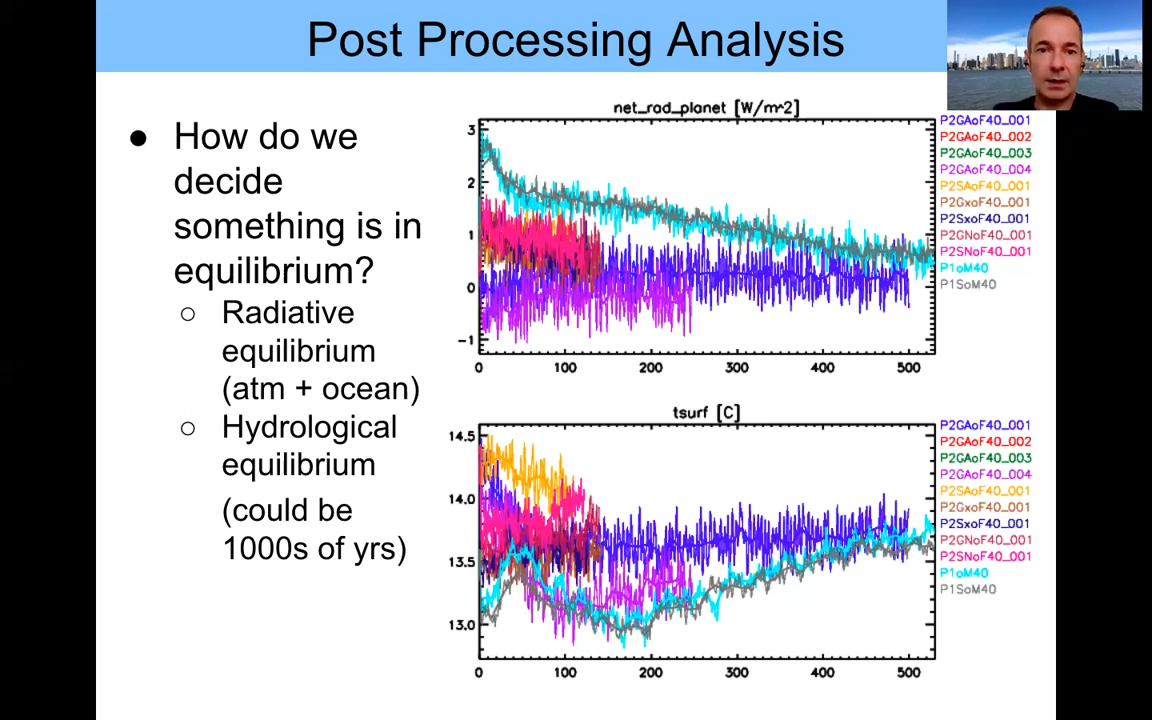 Post Processing Analysis
● How do we
decide
something is in
equilibrium?
○ Radiative
equilibrium
(atm + ocean)
○ Hydrological
equilibrium
(could be
1000s of yrs)
net_rad_planet [W/m^2]
3
2
1
0
-1
0 100 200 300 400 500
P2GAoF40_001
P2GAoF40_002
P2GAoF40_003
P2GAoF40_004
P2SAoF40_001
P2GxoF40_001
P2SxoF40_001
P2GNoF40_001
P2SNoF40_001
P1oM40
P1SoM40
tsurf [C]
14.5
14.0
13.5
13.0
0 100 200 300 400 500
P2GAoF40_001
P2GAoF40_002
P2GAoF40_003
P2GAoF40_004
P2SAoF40_001
P2GxoF40_001
P2SxoF40_001
P2GNoF40_001
P2SNoF40_001
P1oM40
P1SoM40